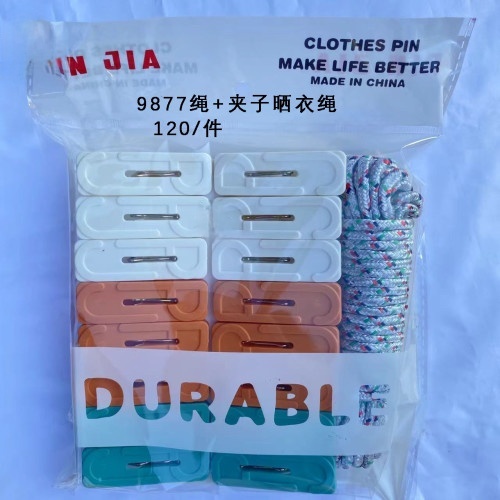 JIN JIA
CLOTHES PIN
MAKE LIFE BETTER
MADE IN CHINA
9877绳+夹子晒衣绳
120/件
DURABLE